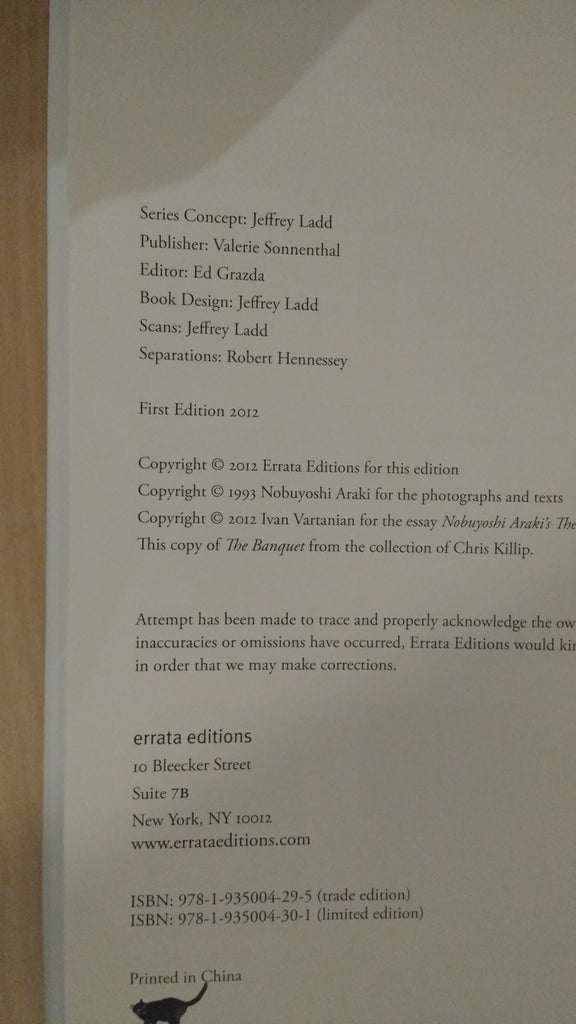 Series Concept: Jeffrey Ladd
Publisher: Valerie Sonnenthal
Editor: Ed Grazda
Book Design: Jeffrey Ladd
Scans: Jeffrey Ladd
Separations: Robert Hennessey
First Edition 2012
Copyright © 2012 Errata Editions for this edition
Copyright © 1993 Nobuyoshi Araki for the photographs and texts
Copyright © 2012 Ivan Vartanian for the essay Nobuyoshi Araki's The
This copy of The Banquet from the collection of Chris Killip.
Attempt has been made to trace and properly acknowledge the ow
inaccuracies or omissions have occurred, Errata Editions would kin
in order that we may make corrections.
errata editions
10 Bleecker Street
Suite 7B
New York, NY 10012
www.errataeditions.com
ISBN: 978-1-935004-29-5 (trade edition)
ISBN: 978-1-935004-30-1 (limited edition)
Printed in China